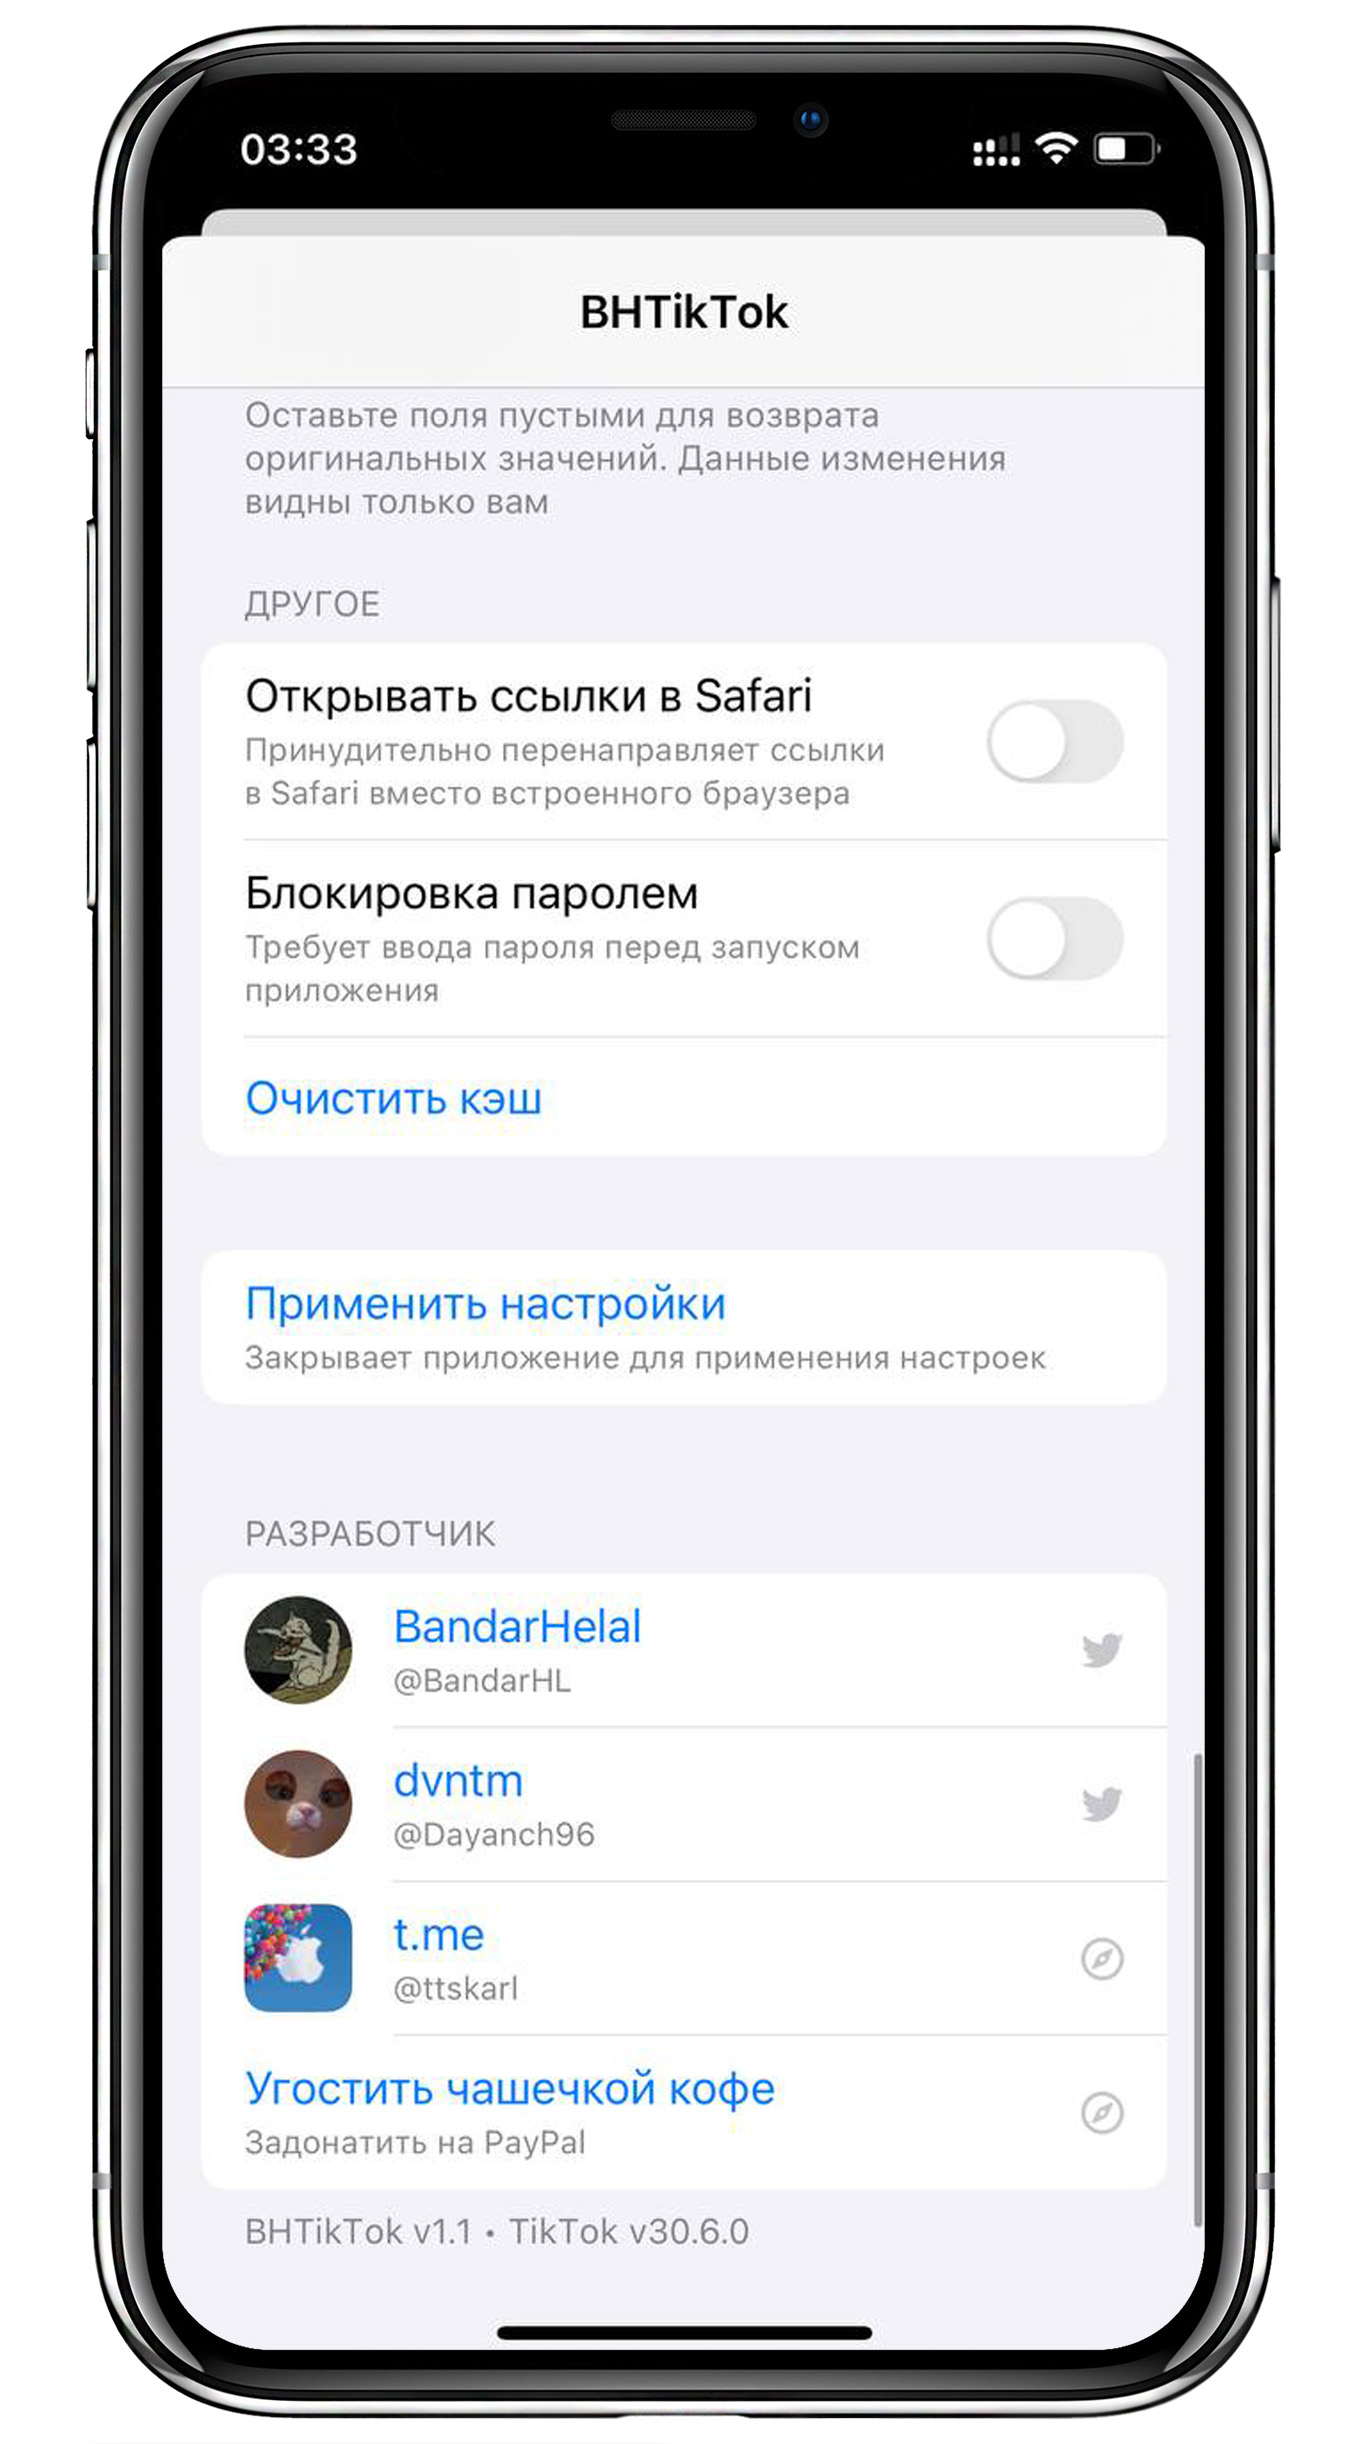 03:33
BHTikTok
Оставьте поля пустыми для возврата
оригинальных значений. Данные изменения
видны только вам
ДРУГОЕ
Открывать ссылки в Safari
Принудительно перенаправляет ссылки
в Safari вместо встроенного браузера
Блокировка паролем
Требует ввода пароля перед запуском
приложения
Очистить кэш
Применить настройки
Закрывает приложение для применения настроек
РАЗРАБОТЧИК
BandarHelal
@BandarHL
dvntm
@Dayanch96
t.me
@ttskarl
Угостить чашечкой кофе
Задонатить на PayPal
BHTikTok v1.1 • TikTok v30.6.0